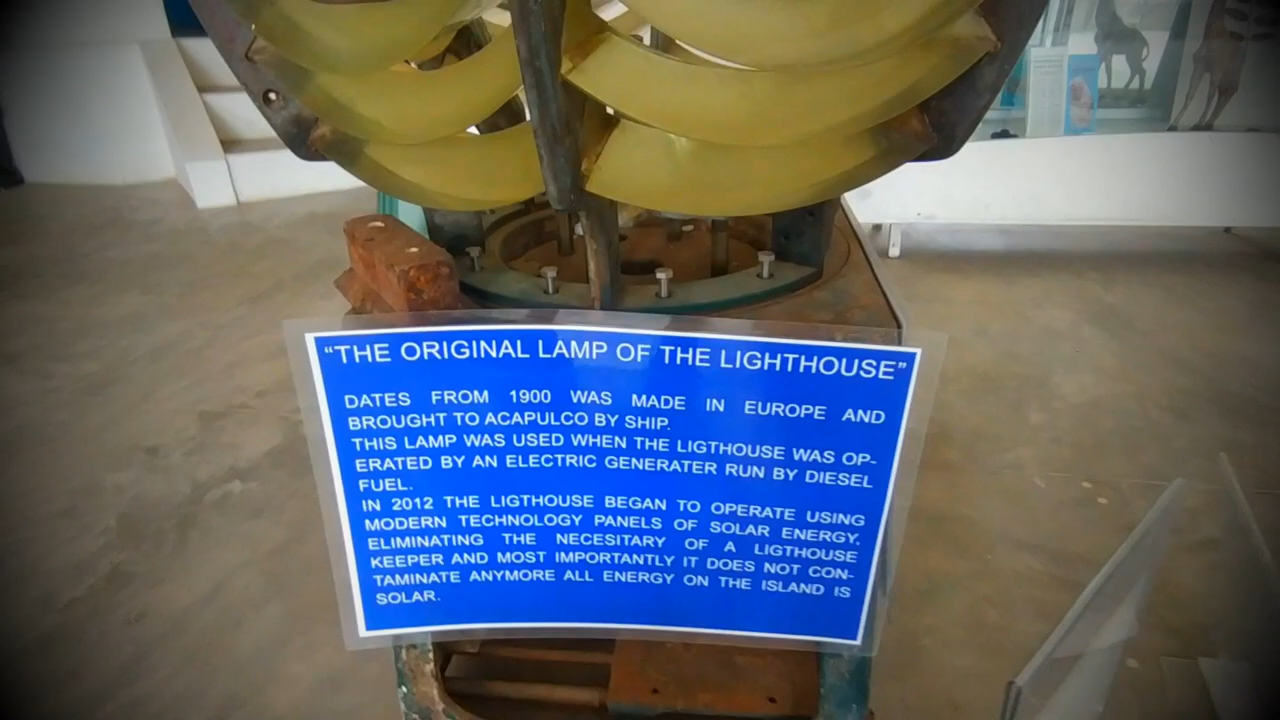 “THE ORIGINAL LAMP OF THE LIGHTHOUSE”
DATES FROM 1900 WAS MADE IN EUROPE AND
BROUGHT TO ACAPULCO BY SHIP.
THIS LAMP WAS USED WHEN THE LIGTHOUSE WAS OP-
ERATED BY AN ELECTRIC GENERATER RUN BY DIESEL
FUEL.
IN 2012 THE LIGTHOUSE BEGAN TO OPERATE USING
MODERN TECHNOLOGY PANELS OF SOLAR ENERGY,
ELIMINATING THE NECESITARY OF A LIGTHOUSE
KEEPER AND MOST IMPORTANTLY IT DOES NOT CON-
TAMINATE ANYMORE ALL ENERGY ON THE ISLAND IS
SOLAR.